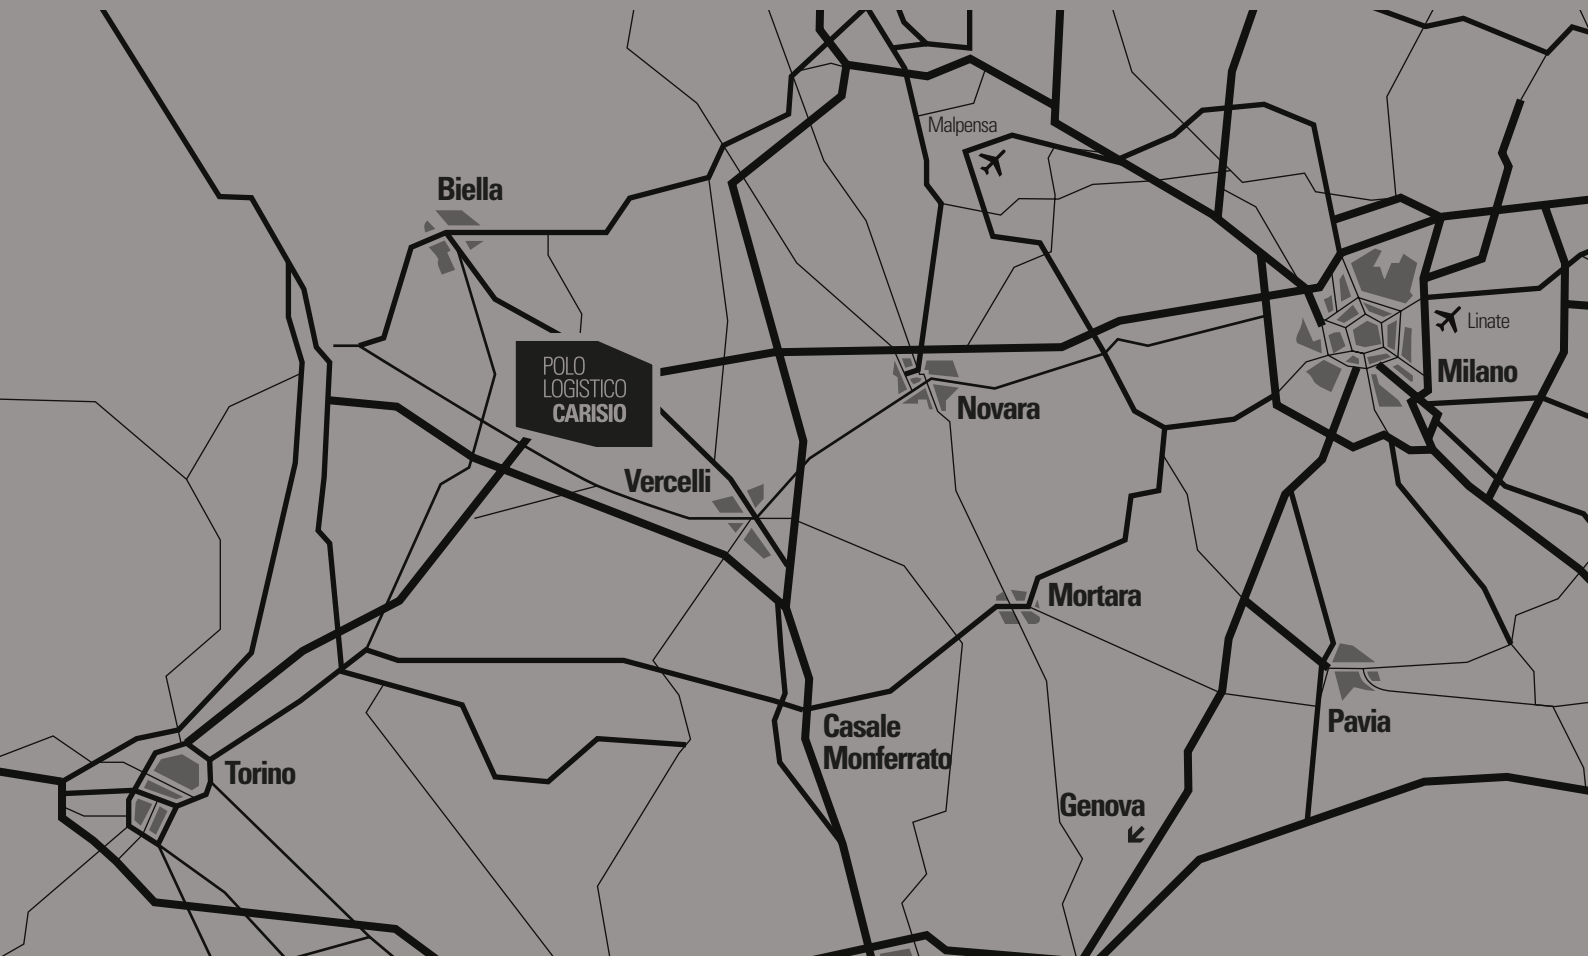 Malpensa
Biella
Linate
POLO
LOGISTICO
CARISIO
Milano
Novara
Vercelli
Mortara
Pavia
Casale
Monferrato
Torino
Genova